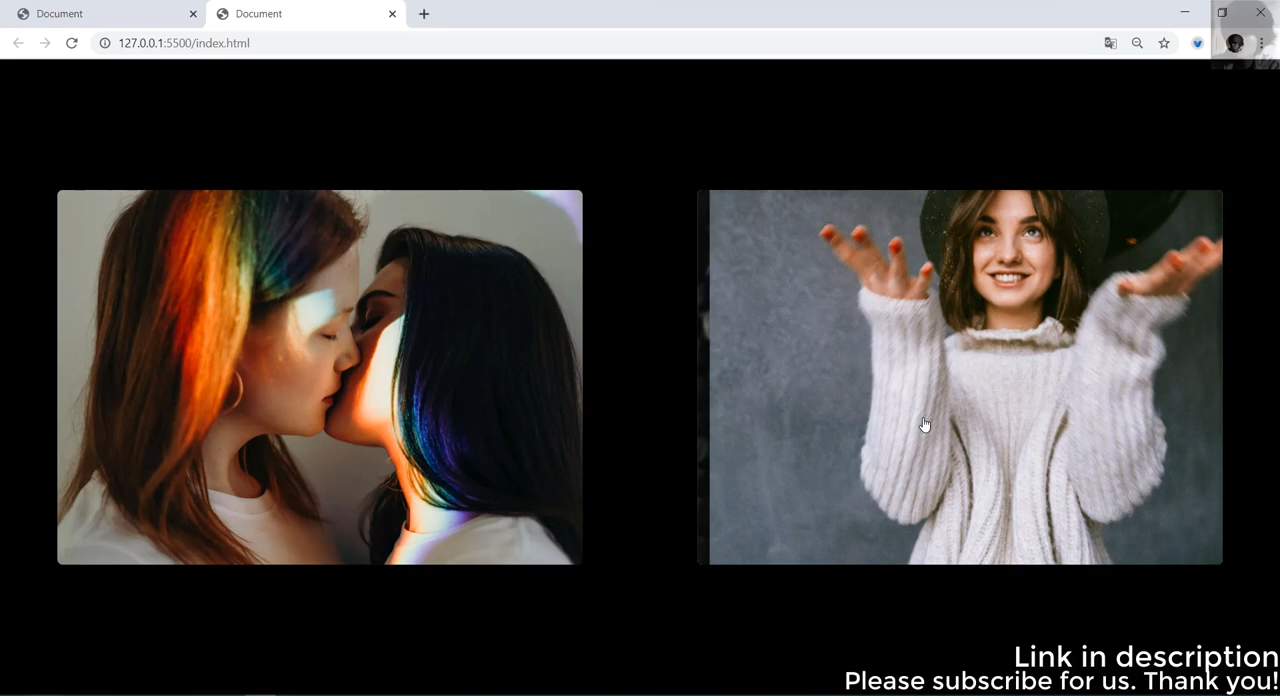 Document
Document
127.0.0.1:5500/index.html
Link in description
Please subscribe for us. Thank you!